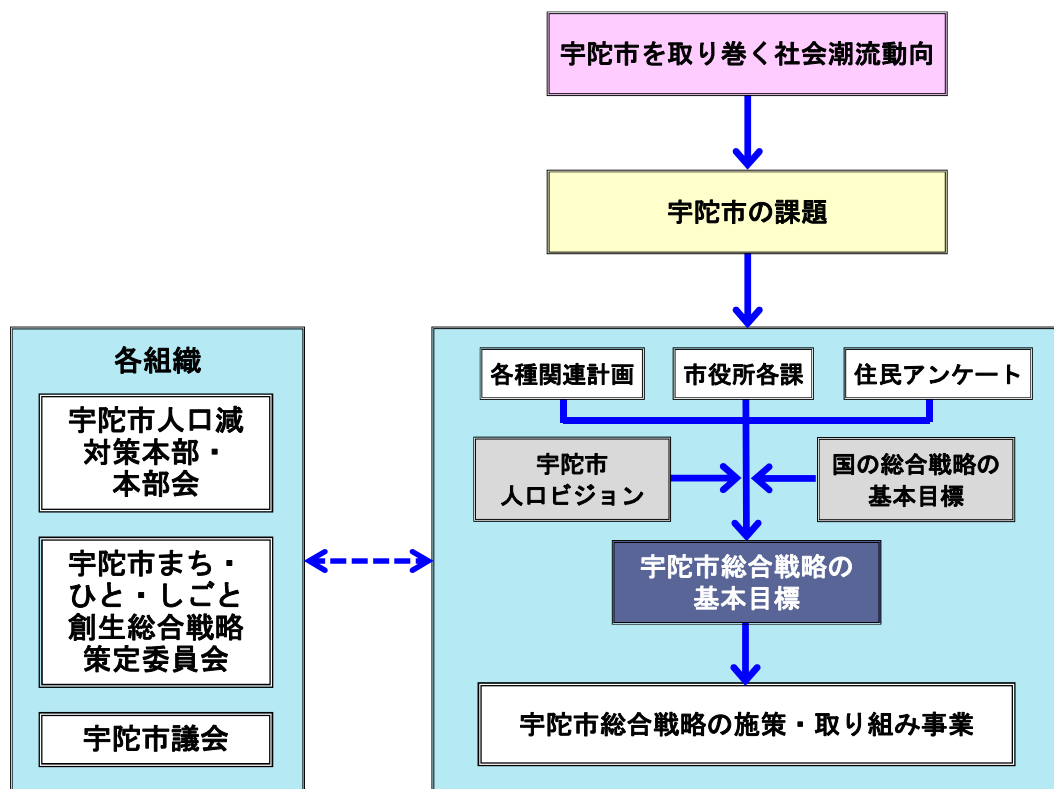 宇陀市を取り巻く社会潮流動向
宇陀市の課題
各組織
宇陀市人口減
対策本部・
本部会
宇陀市まち・
ひと・しごと
創生総合戦略
策定委員会
宇陀市議会
各種関連計画
市役所各課
住民アンケート
宇陀市
人口ビジョン
国の総合戦略の
基本目標
宇陀市総合戦略の
基本目標
宇陀市総合戦略の施策・取り組み事業